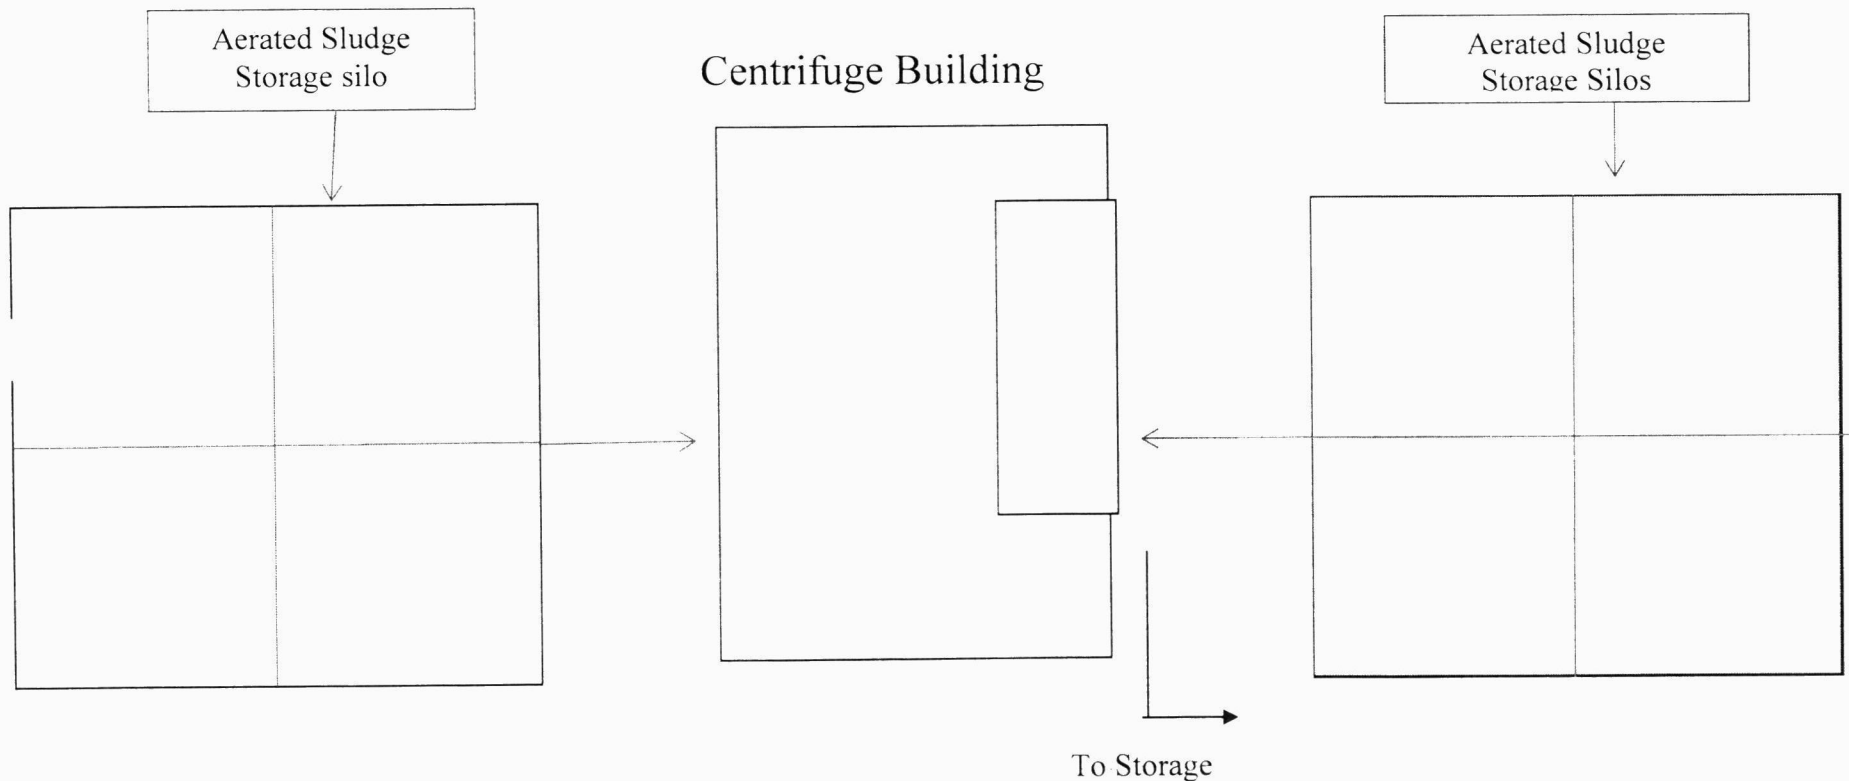 Aerated Sludge
Storage silo
Centrifuge Building
Aerated Sludge
Storage Silos
To Storage